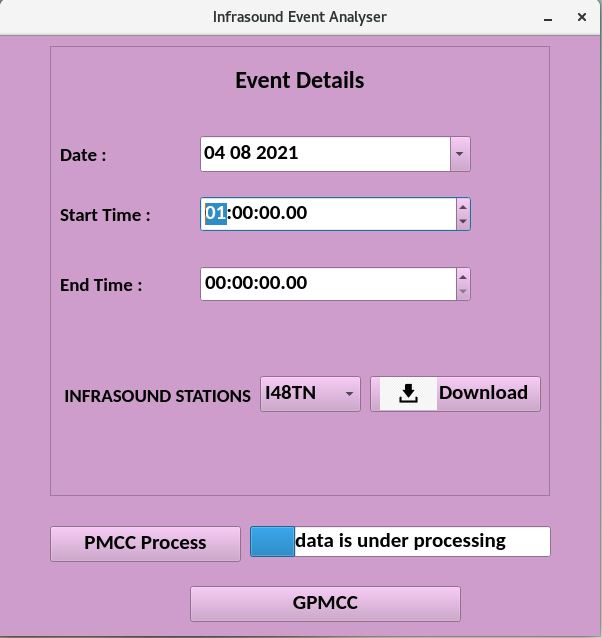 Infrasound Event Analyser
Event Details
Date : 04 08 2021
Start Time : 01:00:00.00
End Time : 00:00:00.00
INFRASOUND STATIONS I48TN Download
PMCC Process data is under processing
GPMCC